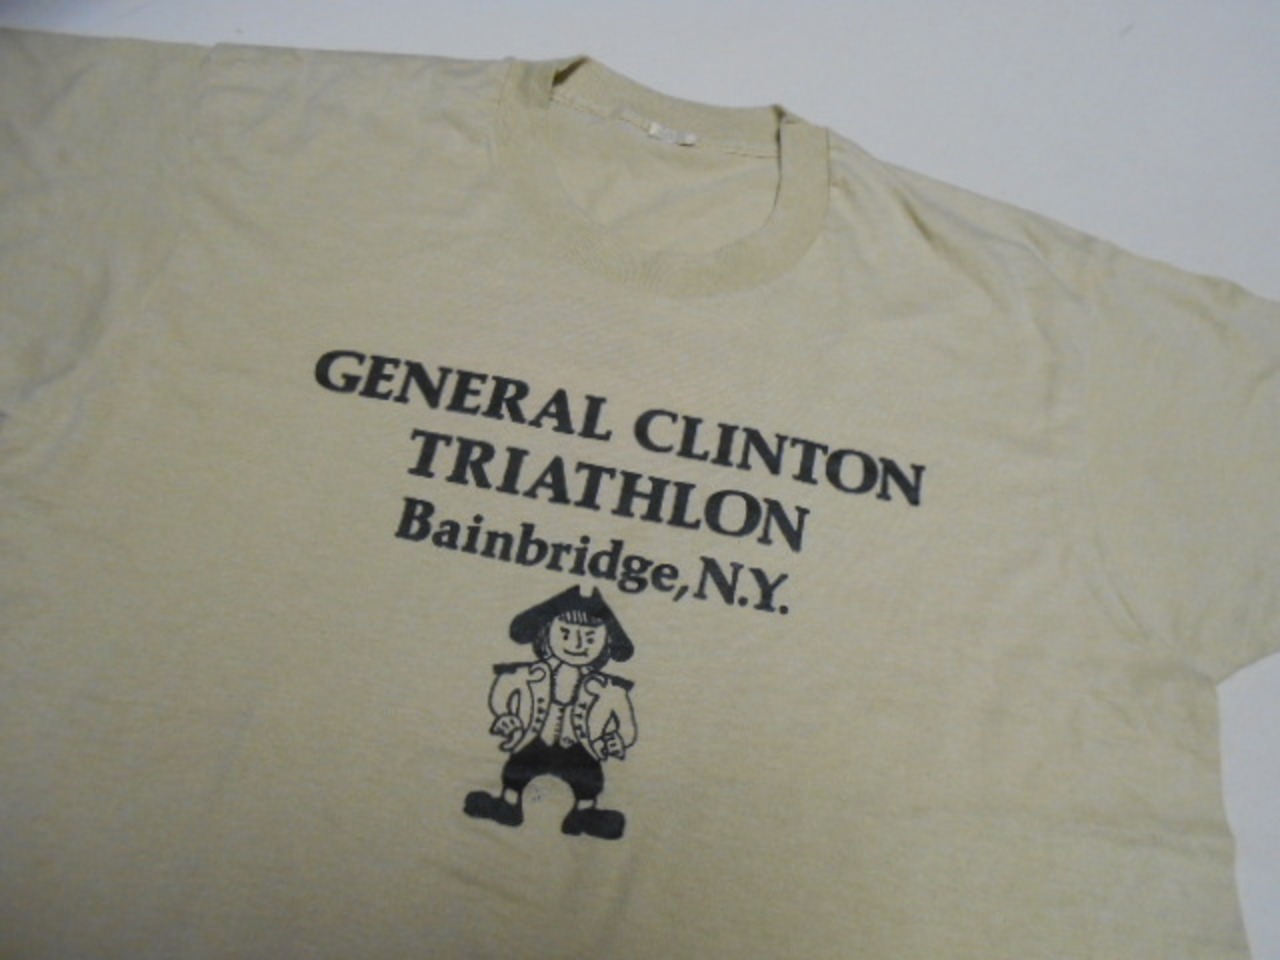 GENERAL CLINTON
TRIATHLON
Bainbridge, N.Y.